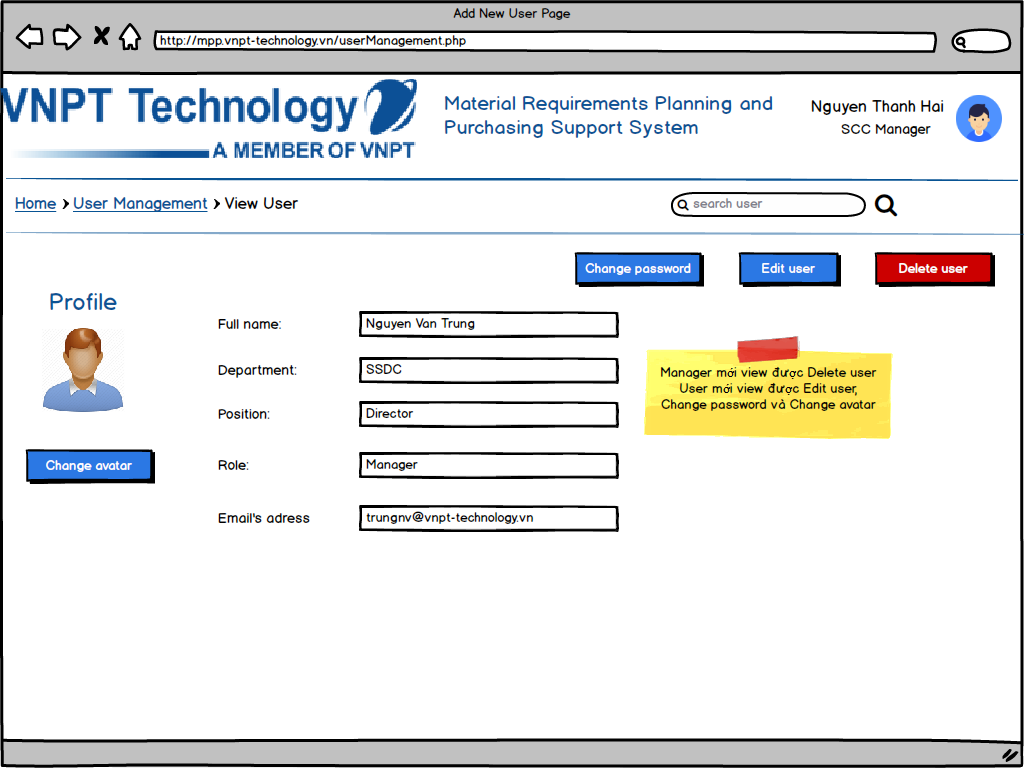 Add New User Page
http://mpp.vnpt-technology.vn/userManagement.php
VNPT Technology
A MEMBER OF VNPT
Material Requirements Planning and
Purchasing Support System
Nguyen Thanh Hai
SCC Manager
Home > User Management > View User
search user
Change password
Edit user
Delete user
Profile
Change avatar
Full name:
Nguyen Van Trung
Department:
SSDC
Position:
Director
Role:
Manager
Email's adress
trungnv@vnpt-technology.vn
Manager mới view được Delete user
User mới view được Edit user,
Change password và Change avatar